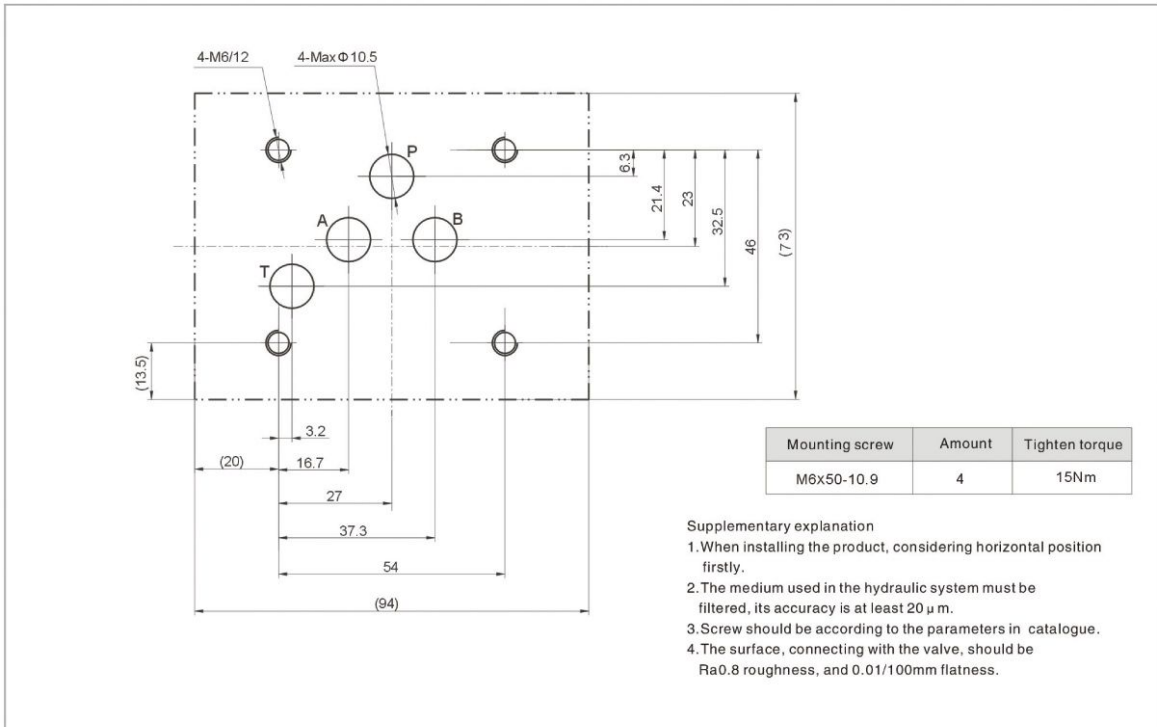 4-M6/12
4-MaxΦ10.5
P
A
B
T
6.3
21.4
23
32.5
46
(73)
(13.5)
3.2
(20)
16.7
27
37.3
54
(94)
Mounting screw Amount Tighten torque
M6x50-10.9 4 15Nm
Supplementary explanation
1.When installing the product, considering horizontal position
firstly.
2.The medium used in the hydraulic system must be
filtered, its accuracy is at least 20μm.
3.Screw should be according to the parameters in catalogue.
4.The surface, connecting with the valve, should be
Ra0.8 roughness, and 0.01/100mm flatness.